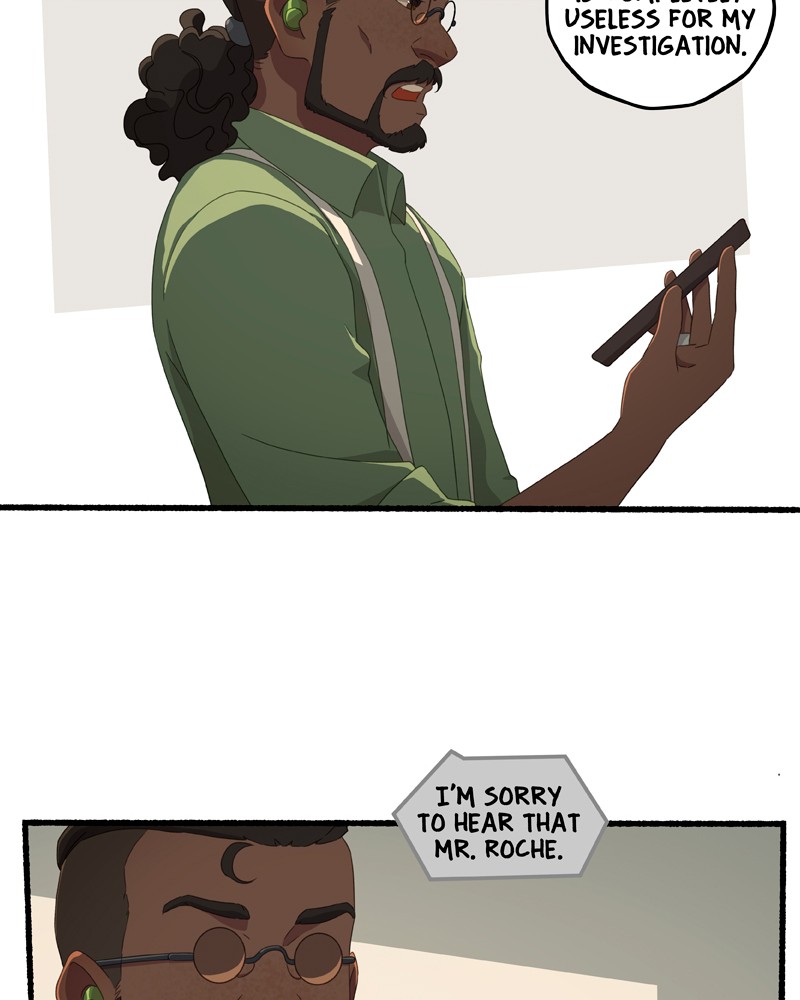 USELESS FOR MY
INVESTIGATION.
I'M SORRY
TO HEAR THAT
MR. ROCHE.